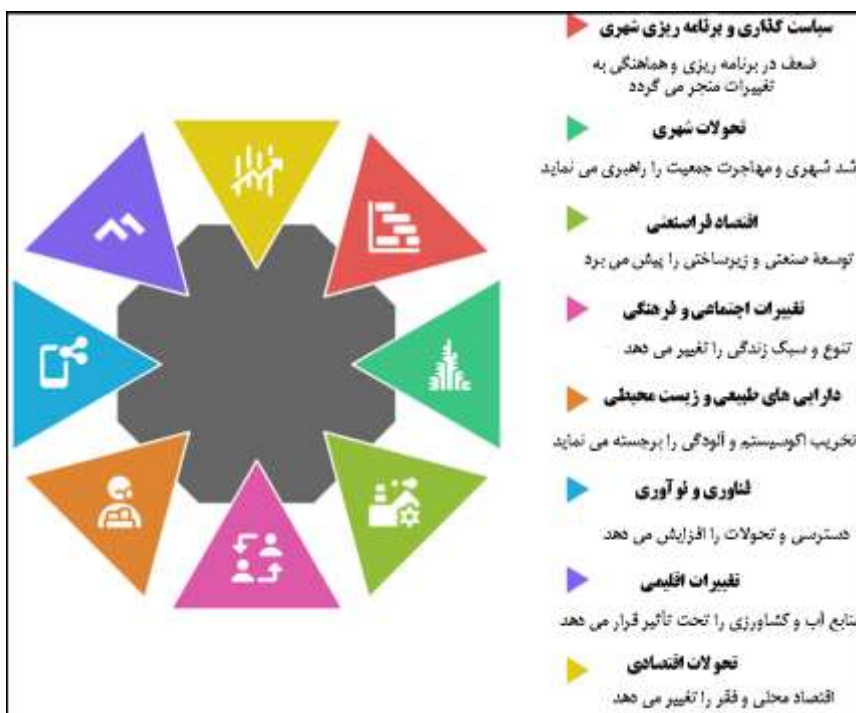 سیاست گذاری و برنامه ریزی شهری
ضعف در برنامه ریزی و هماهنگی به
تغییرات منجر می گردد
تحولات شهری
شد شهری و مهاجرت جمعیت را راهبری می نماید
اقتصاد فراصنعتی
توسعۀ صنعتی و زیرساختی را پیش می برد
تغییرات اجتماعی و فرهنگی
تنوع و سبک زندگی را تغییر می دهد
دارایی های طبیعی و زیست محیطی
تخریب اکوسیستم و آلودگی را برجسته می نماید
فناوری و نوآوری
دسترسی و تحولات را افزایش می دهد
تغییرات اقلیمی
منابع آب و کشاورزی را تحت تأثیر قرار می دهد
تحولات اقتصادی
اقتصاد محلی و فقر را تغییر می دهد